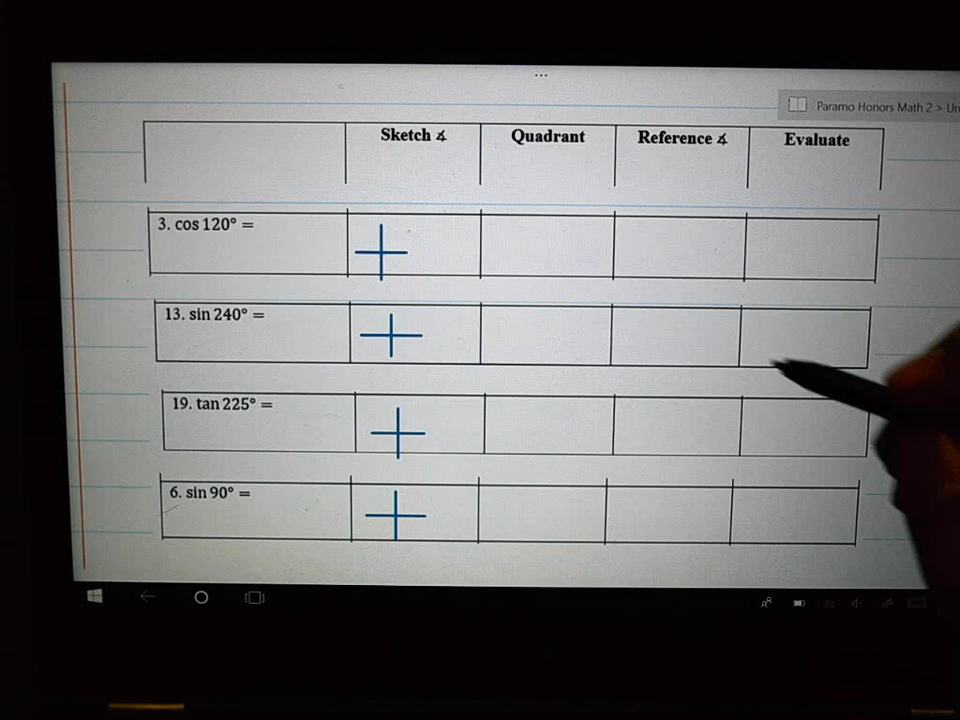 Paramo Honors Math 2 > Un
Sketch ∡ Quadrant Reference ∡ Evaluate
3. cos 120° =
13. sin 240° =
19. tan 225° =
6. sin 90° =